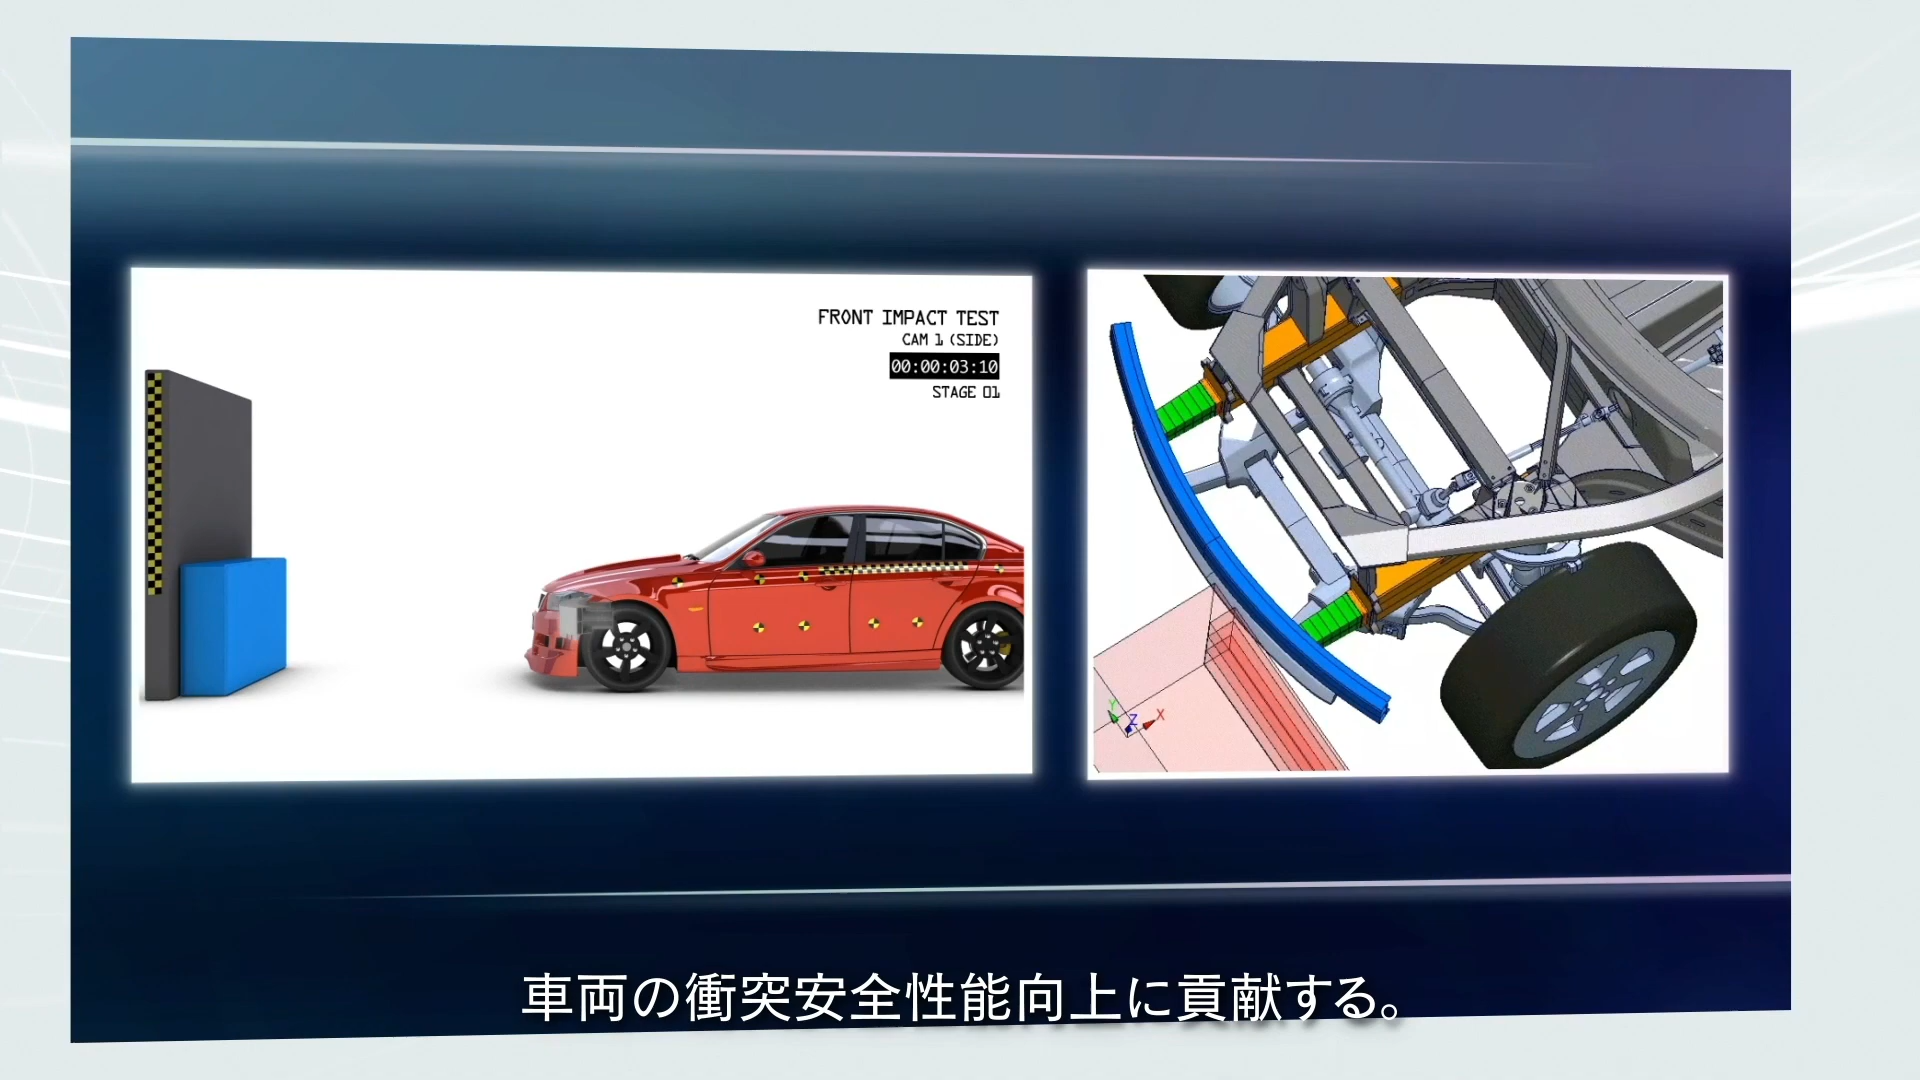 FRONT IMPACT TEST
CAM 1 (SIDE)
00:00:03:10
STAGE 01
Y
Z
X
車両の衝突安全性能向上に貢献する。